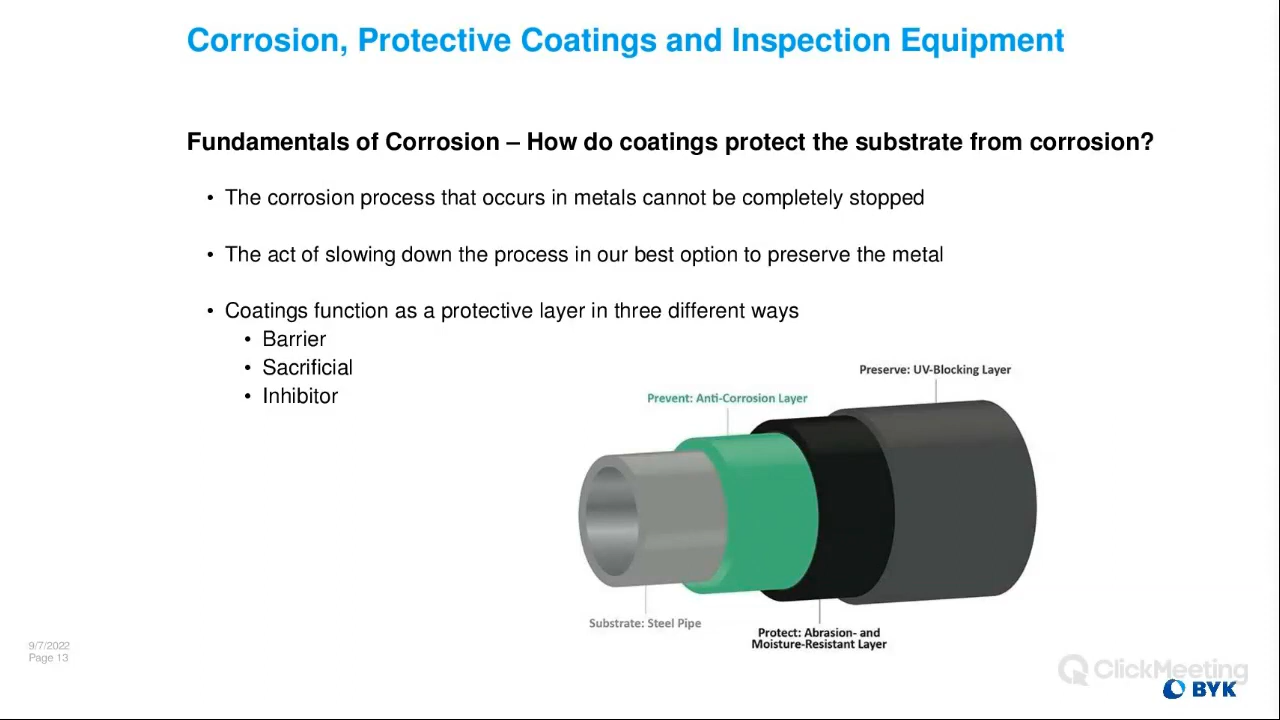 Corrosion, Protective Coatings and Inspection Equipment
Fundamentals of Corrosion – How do coatings protect the substrate from corrosion?
• The corrosion process that occurs in metals cannot be completely stopped
• The act of slowing down the process in our best option to preserve the metal
• Coatings function as a protective layer in three different ways
• Barrier
• Sacrificial
• Inhibitor
Preserve: UV-Blocking Layer
Prevent: Anti-Corrosion Layer
Substrate: Steel Pipe
Protect: Abrasion- and
Moisture-Resistant Layer
9/7/2022
Page 13
ClickMeeting
BYK